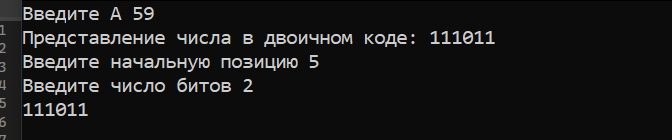 Введите А 59
Представление числа в двоичном коде: 111011
Введите начальную позицию 5
Введите число битов 2
111011